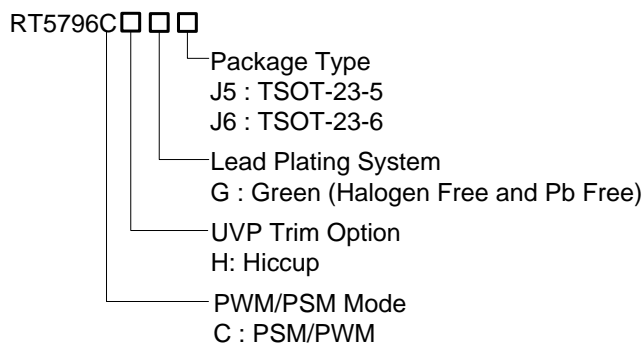 RT5796C□□□
Package Type
J5 : TSOT-23-5
J6 : TSOT-23-6
Lead Plating System
G : Green (Halogen Free and Pb Free)
UVP Trim Option
H: Hiccup
PWM/PSM Mode
C : PSM/PWM